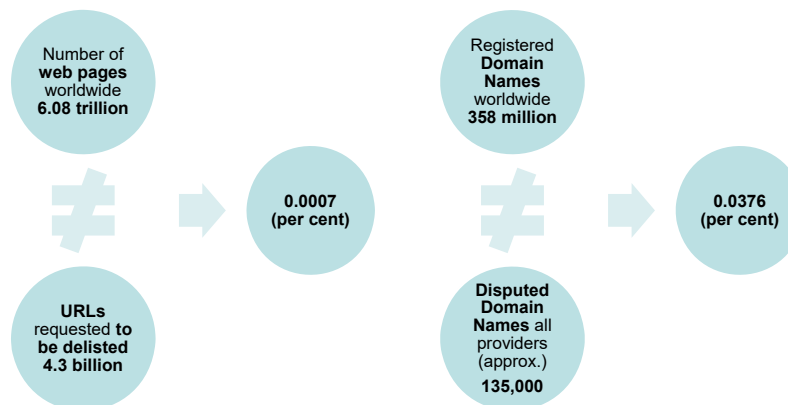 Number of
web pages
worldwide
6.08 trillion
≠
URLs
requested to
be delisted
4.3 billion
0.0007
(per cent)
Registered
Domain
Names
worldwide
358 million
≠
Disputed
Domain
Names all
providers
(approx.)
135,000
0.0376
(per cent)